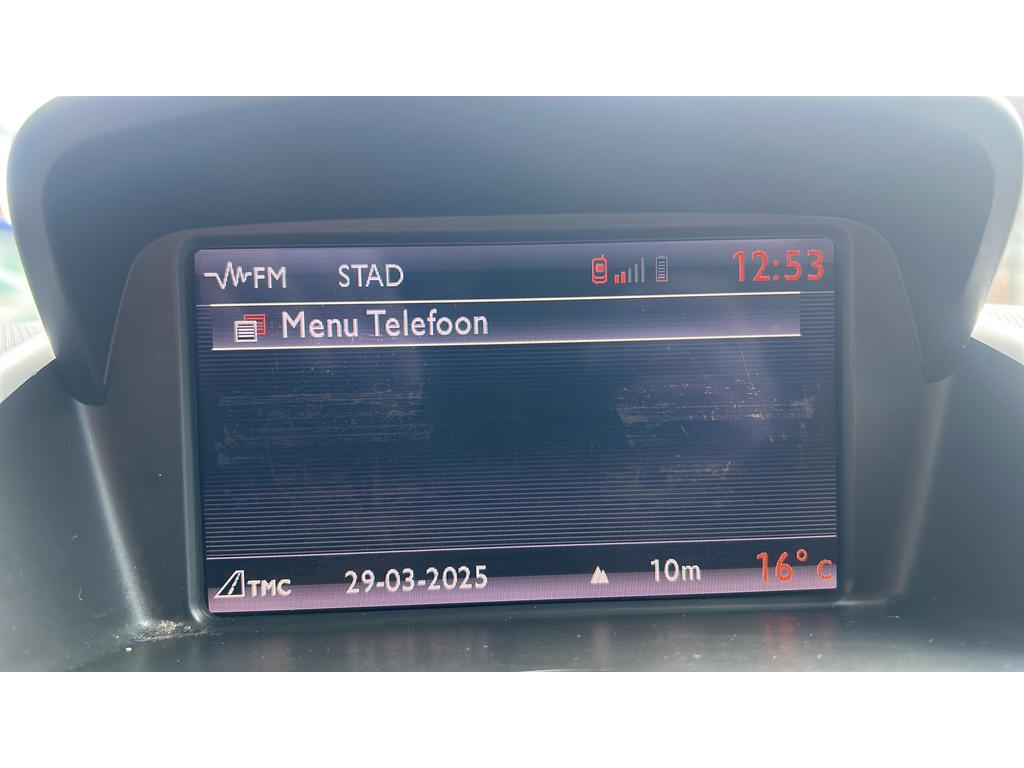 FM STAD 12:53
Menu Telefoon
TMC 29-03-2025 10m 16°C